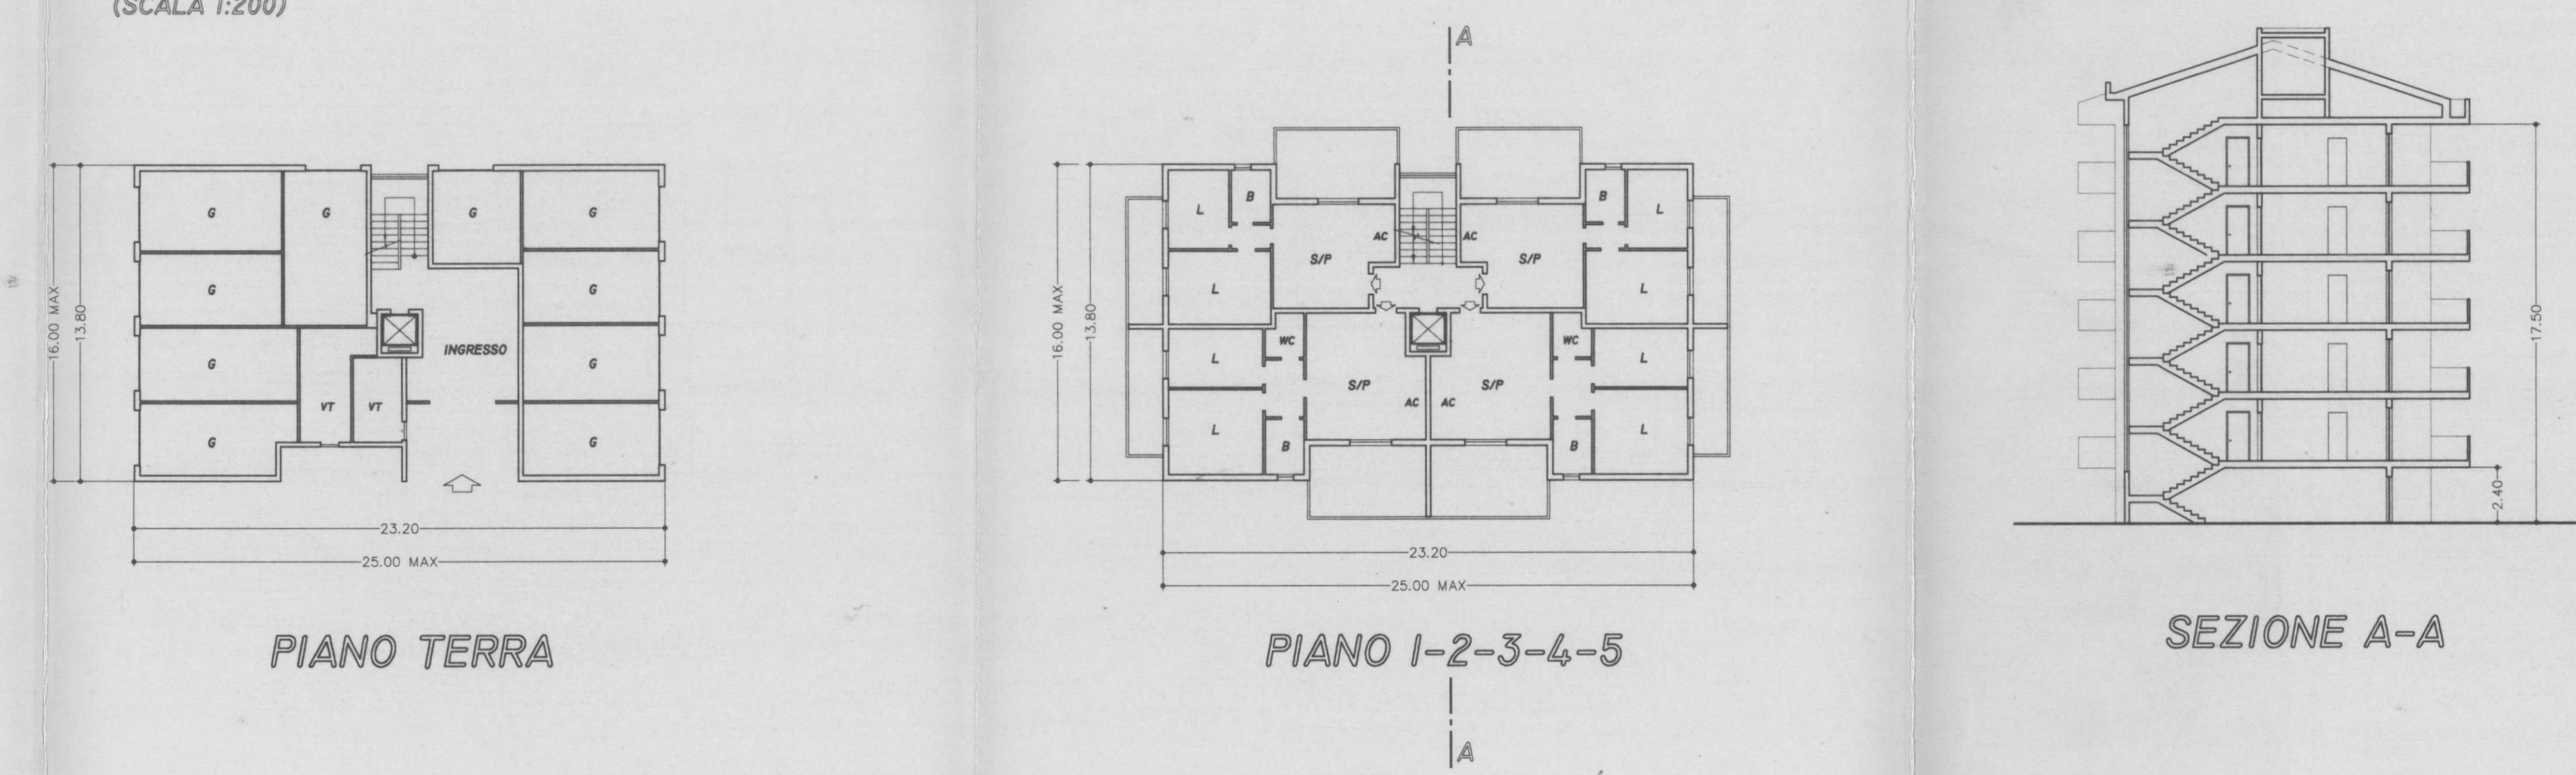 (SCALA 1:200)
G
G
G
G
G
G
G
G
G
G
INGRESSO
VT
VT
16.00 MAX
13.80
23.20
25.00 MAX
PIANO TERRA
A
L
B
AC
AC
B
L
S/P
S/P
L
L
WC
WC
L
L
S/P
S/P
AC
AC
L
L
B
B
16.00 MAX
13.80
23.20
25.00 MAX
PIANO 1-2-3-4-5
A
17.50
2.40
SEZIONE A-A